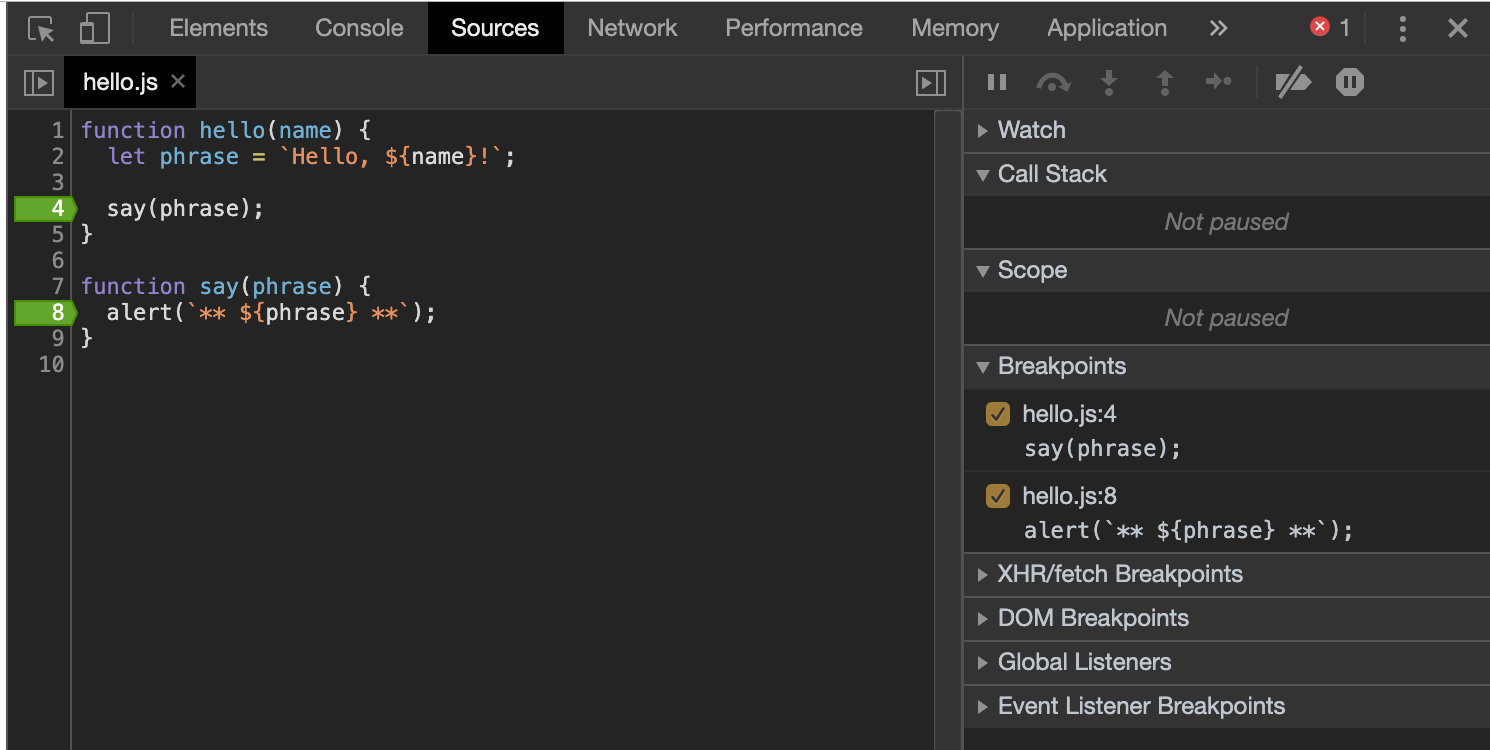 Elements Console Sources Network Performance Memory Application » 1
hello.js ×
1 function hello(name) {
2   let phrase = `Hello, ${name}!`;
3
4   say(phrase);
5 }
6
7 function say(phrase) {
8   alert(`** ${phrase} **`);
9 }
10
Watch
Call Stack
Not paused
Scope
Not paused
Breakpoints
hello.js:4
say(phrase);
hello.js:8
alert(`** ${phrase} **`);
XHR/fetch Breakpoints
DOM Breakpoints
Global Listeners
Event Listener Breakpoints